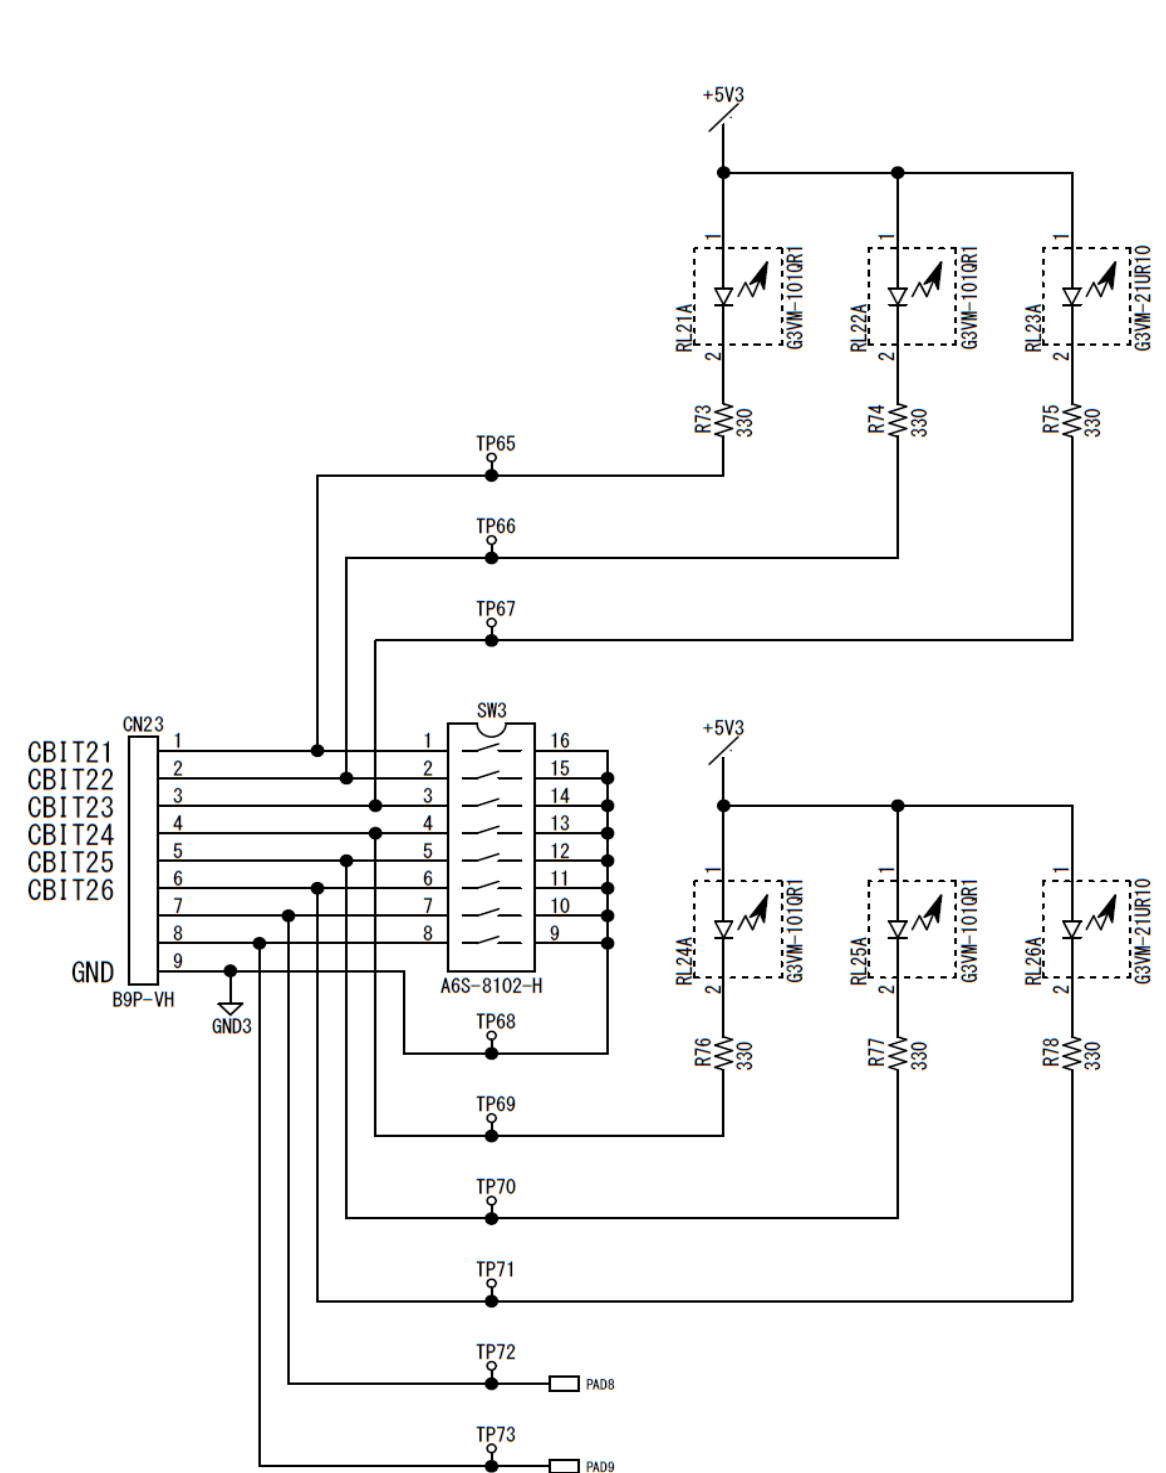 +5V3
1
1
1
RL21A
G3VM-101QR1
RL22A
G3VM-101QR1
RL23A
G3VM-21UR10
2
2
2
R73
330
R74
330
R75
330
TP65
TP66
TP67
CN23
SW3
+5V3
CBIT21
1
1
16
CBIT22
2
2
15
CBIT23
3
3
14
CBIT24
4
4
13
CBIT25
5
5
12
CBIT26
6
6
11
7
7
10
8
8
9
GND
9
B9P-VH
A6S-8102-H
GND3
1
1
1
RL24A
G3VM-101QR1
RL25A
G3VM-101QR1
RL26A
G3VM-21UR10
2
2
2
TP68
R76
330
R77
330
R78
330
TP69
TP70
TP71
TP72
PAD8
TP73
PAD9